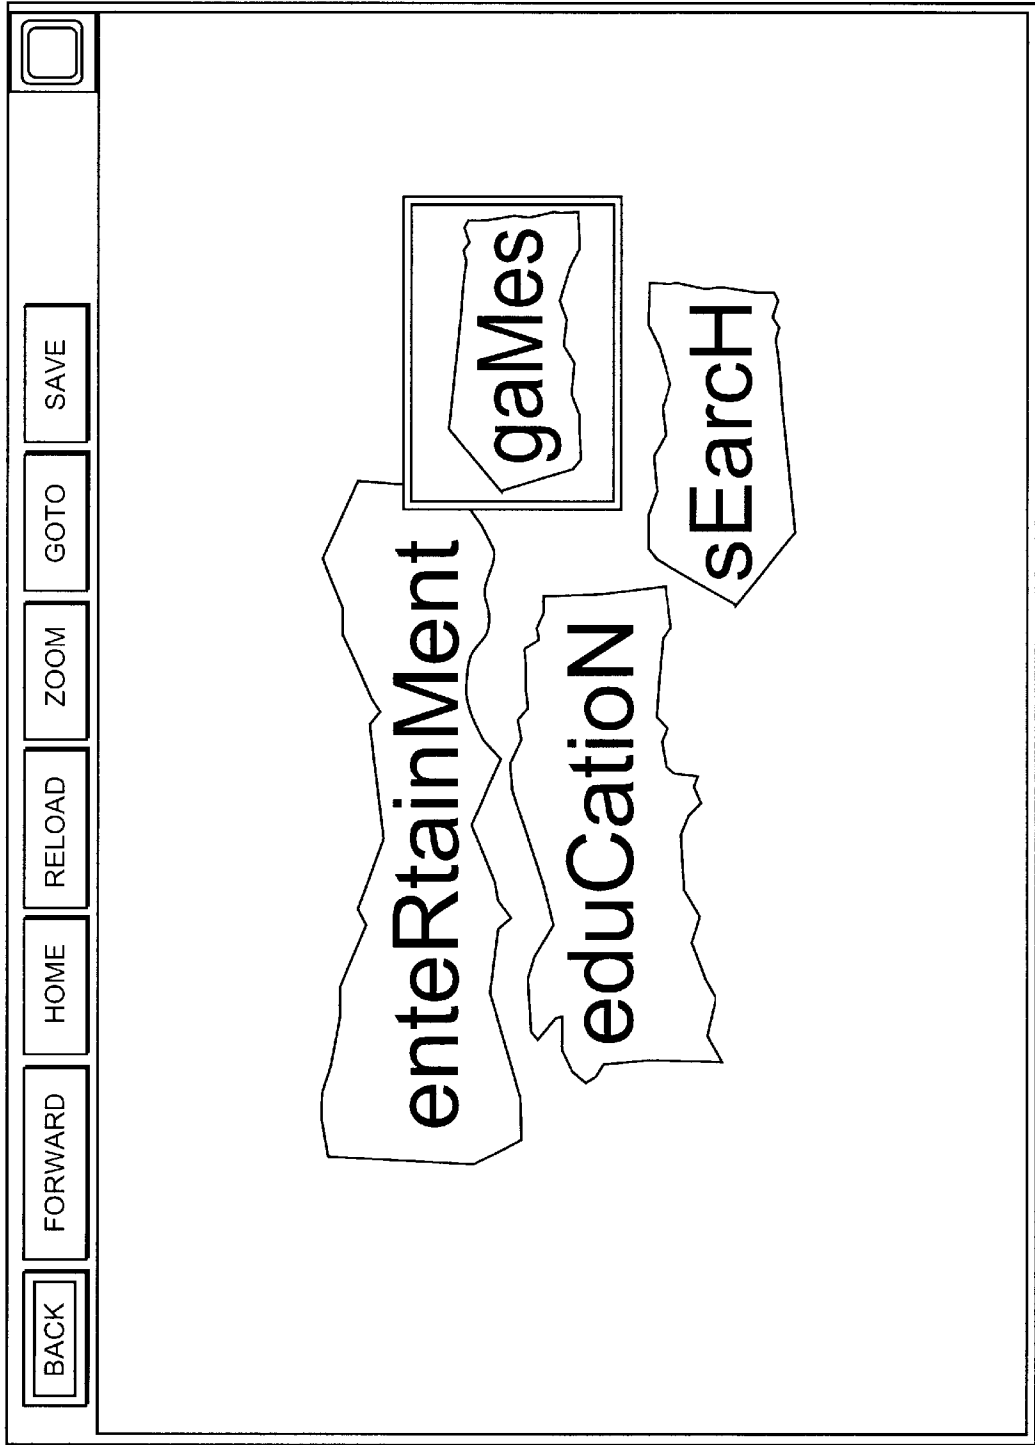 BACK FORWARD HOME RELOAD ZOOM GOTO SAVE
enteRtainMent
gaMes
eduCatioN
sEarcH